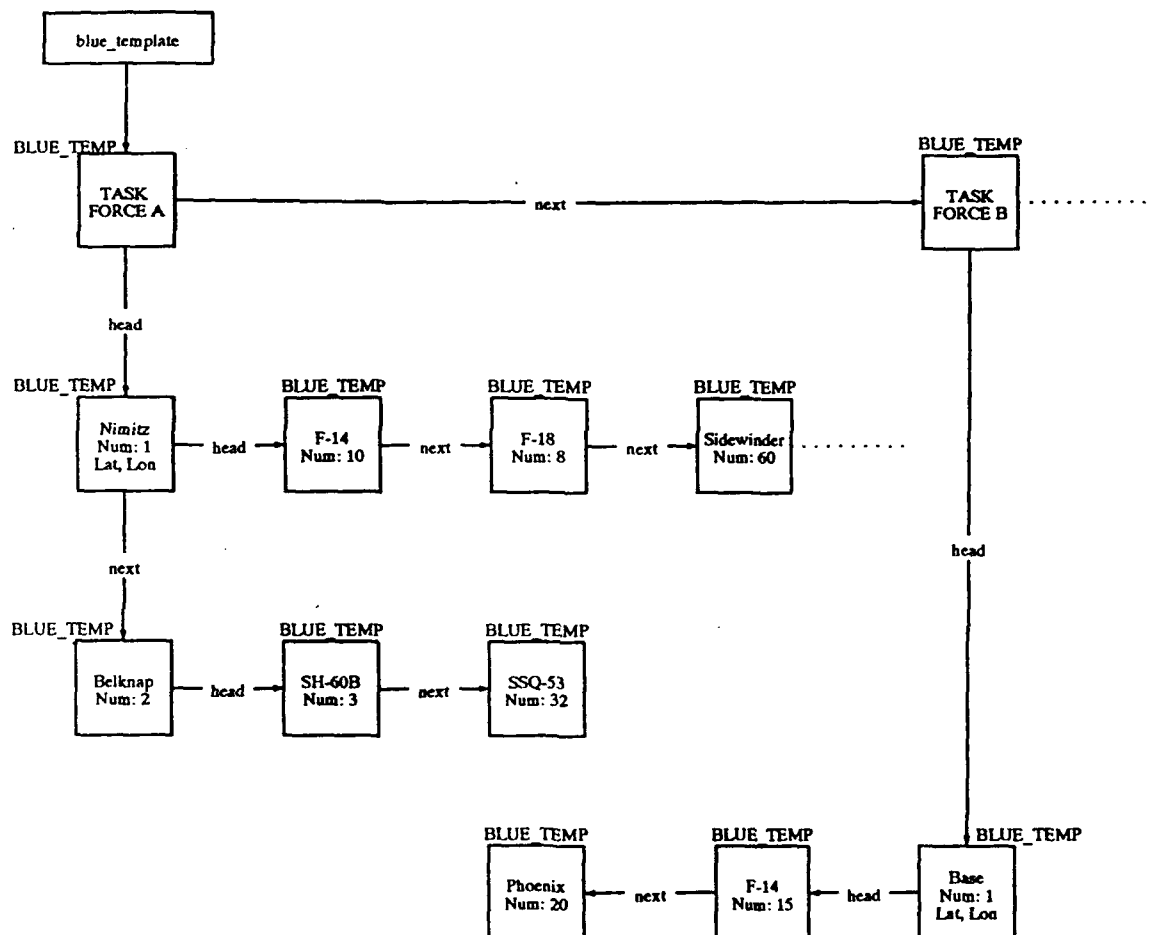 blue_template
BLUE_TEMP
BLUE_TEMP
TASK
FORCE A
next
TASK
FORCE B
head
BLUE_TEMP
BLUE_TEMP
BLUE_TEMP
BLUE_TEMP
Nimitz
Num: 1
Lat, Lon
head
F-14
Num: 10
next
F-18
Num: 8
next
Sidewinder
Num: 60
head
next
BLUE_TEMP
BLUE_TEMP
BLUE_TEMP
Belknap
Num: 2
head
SH-60B
Num: 3
next
SSQ-53
Num: 32
BLUE_TEMP
BLUE_TEMP
BLUE_TEMP
Phoenix
Num: 20
next
F-14
Num: 15
head
Base
Num: 1
Lat, Lon